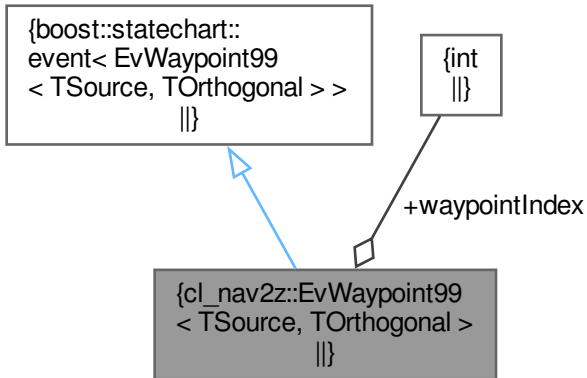 {boost::statechart::
event< EvWaypoint99
< TSource, TOrthogonal > >
||}
{int
||}
+waypointIndex
{cl_nav2z::EvWaypoint99
< TSource, TOrthogonal >
||}